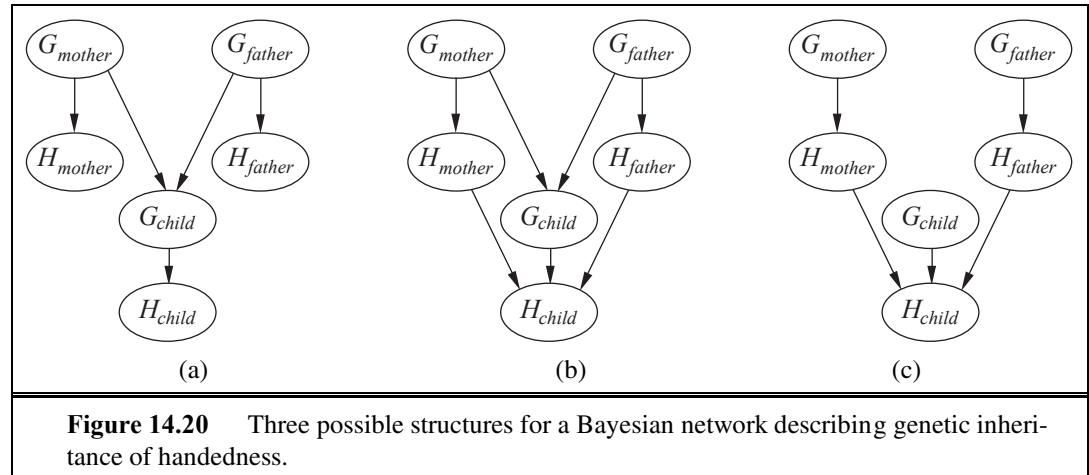 G_mother G_father G_mother G_father G_mother G_father
H_mother H_father H_mother H_father H_mother H_father
G_child G_child G_child
H_child H_child H_child
(a) (b) (c)
Figure 14.20 Three possible structures for a Bayesian network describing genetic inheri-
tance of handedness.